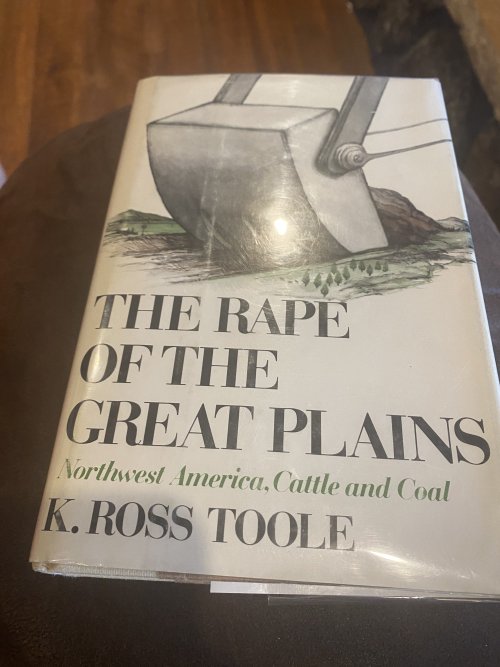 THE RAPE
OF THE
GREAT PLAINS
Northwest America, Cattle and Coal
K. ROSS TOOLE